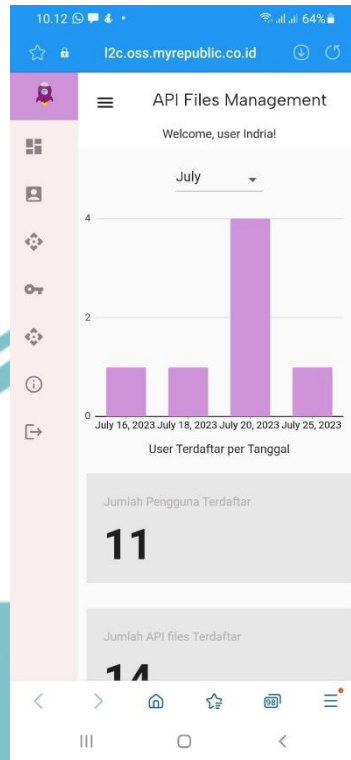 10.12
64%
l2c.oss.myrepublic.co.id
API Files Management
Welcome, user Indria!
July
4
2
0
July 16, 2023 July 18, 2023 July 20, 2023 July 25, 2023
User Terdaftar per Tanggal
Jumlah Pengguna Terdaftar
11
Jumlah API files Terdaftar
14
98